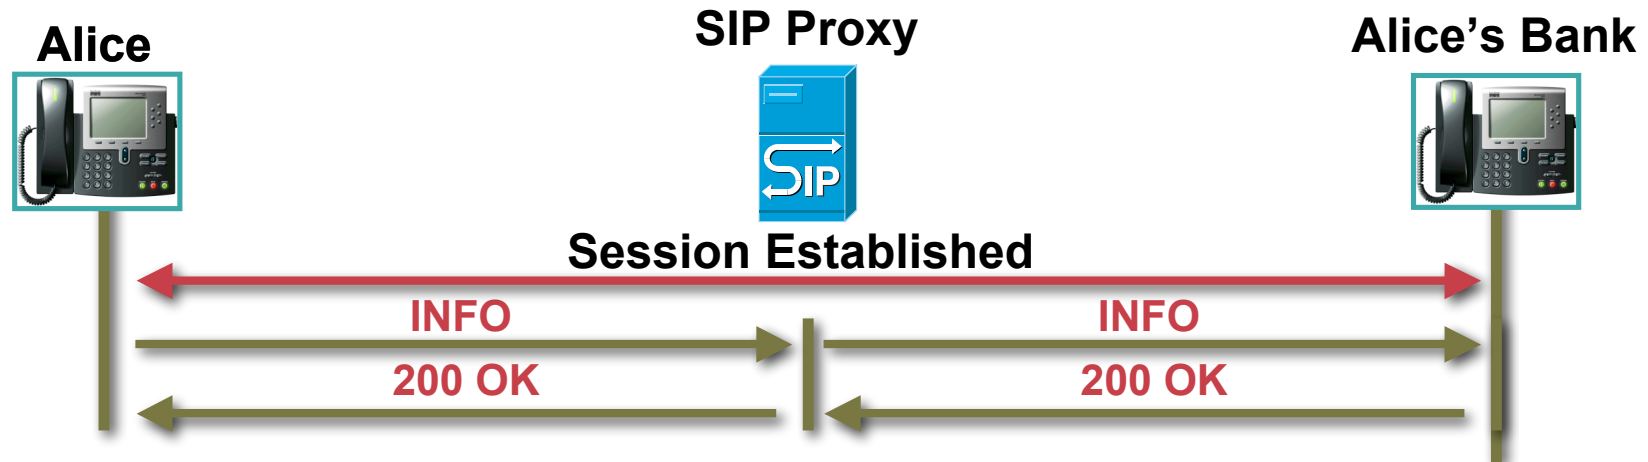 Alice
SIP Proxy
Alice’s Bank
SIP
Session Established
INFO
INFO
200 OK
200 OK